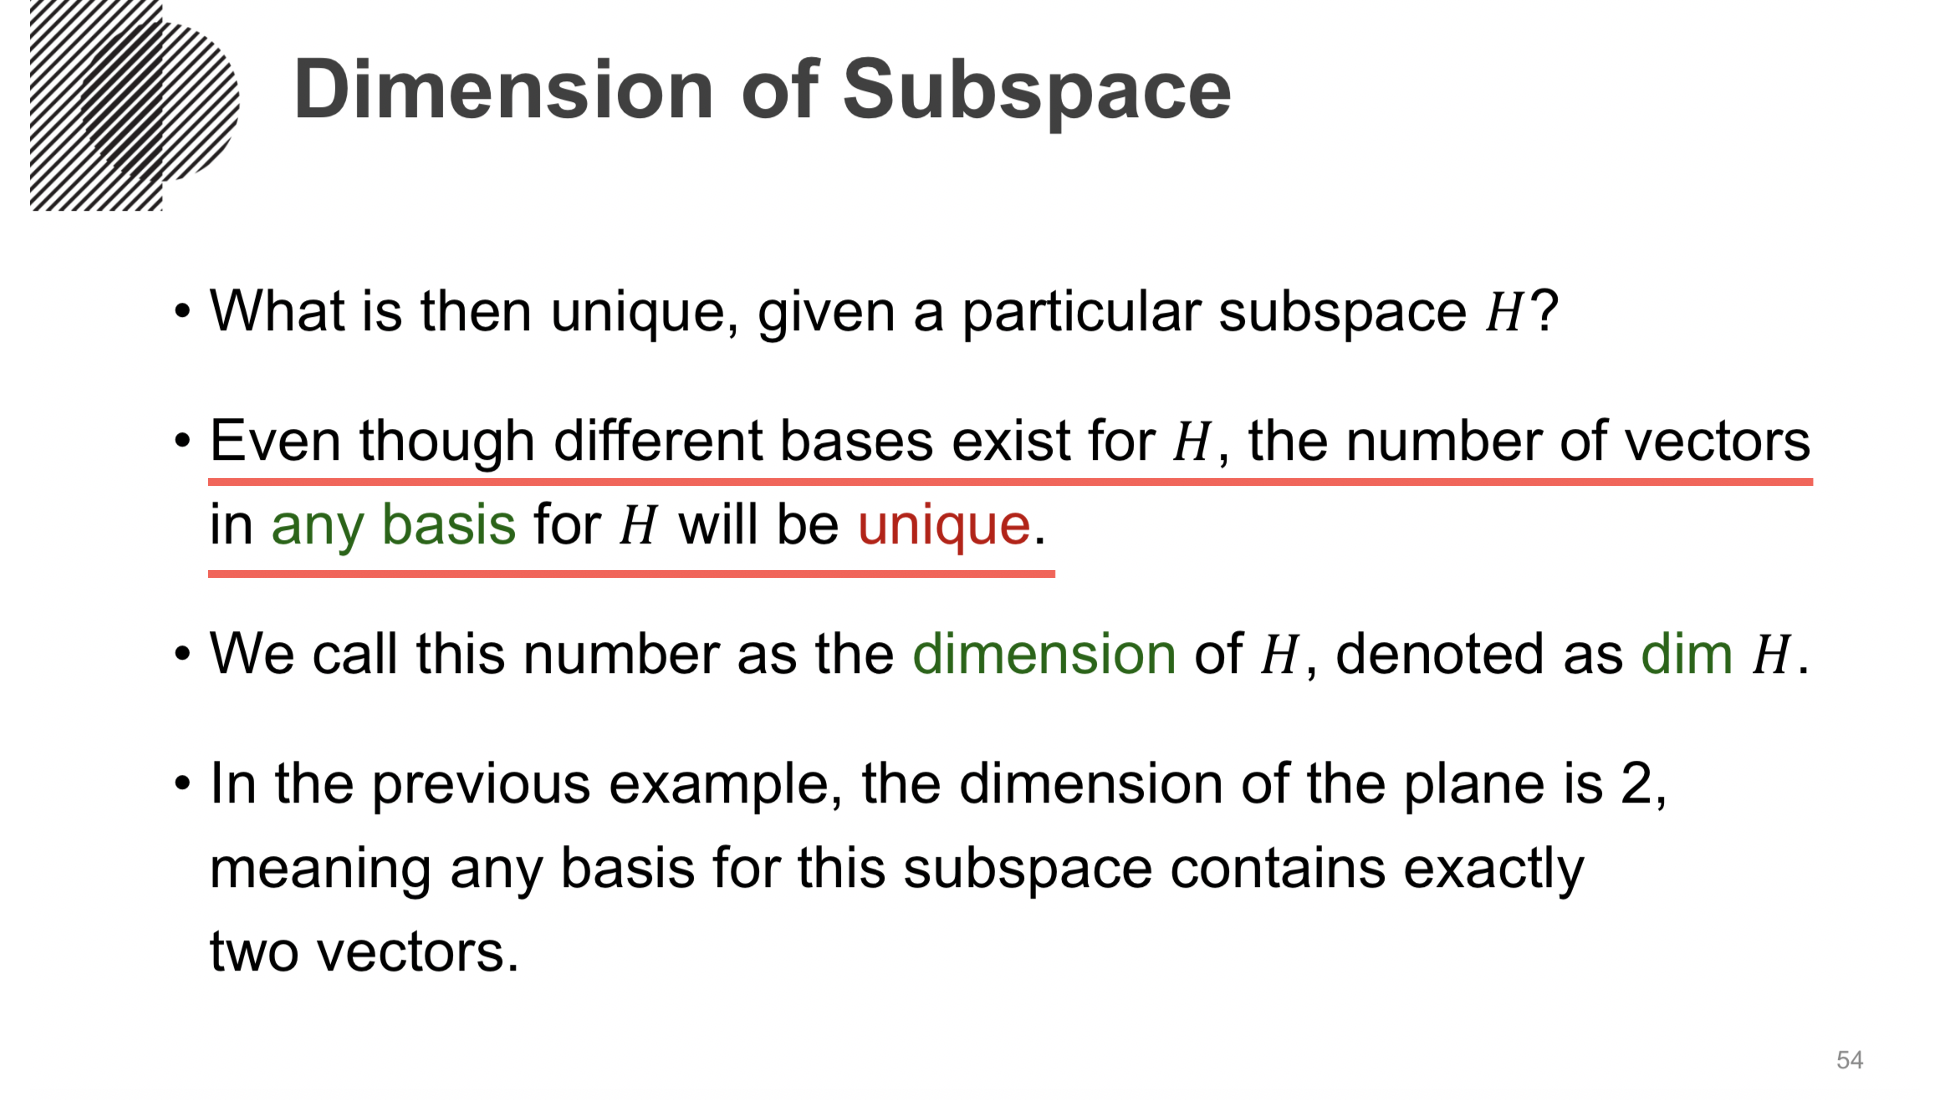 Dimension of Subspace
• What is then unique, given a particular subspace 𝐻?
• Even though different bases exist for 𝐻, the number of vectors
in any basis for 𝐻 will be unique.
• We call this number as the dimension of 𝐻, denoted as dim 𝐻.
• In the previous example, the dimension of the plane is 2,
meaning any basis for this subspace contains exactly
two vectors.
54